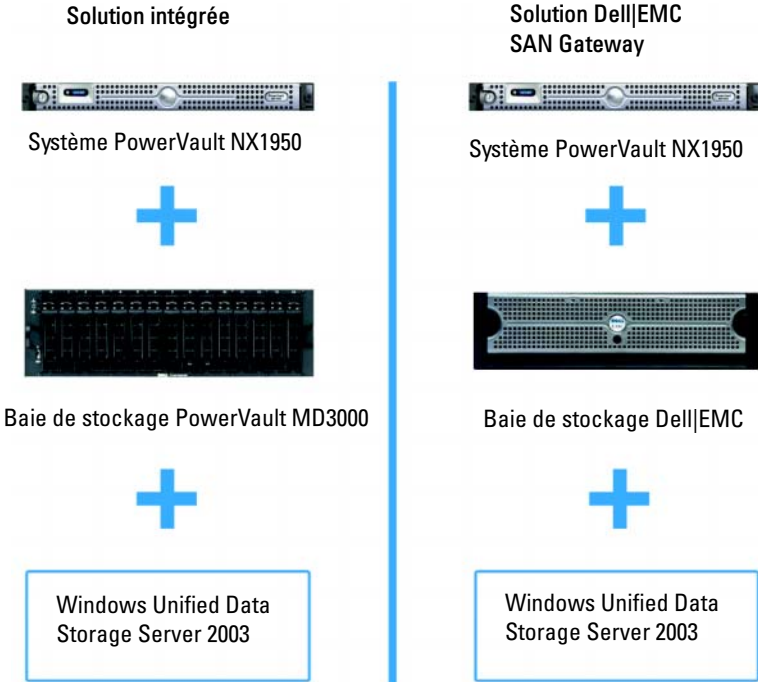 Solution intégrée
Système PowerVault NX1950
Baie de stockage PowerVault MD3000
Windows Unified Data
Storage Server 2003
Solution Dell|EMC
SAN Gateway
Système PowerVault NX1950
Baie de stockage Dell|EMC
Windows Unified Data
Storage Server 2003